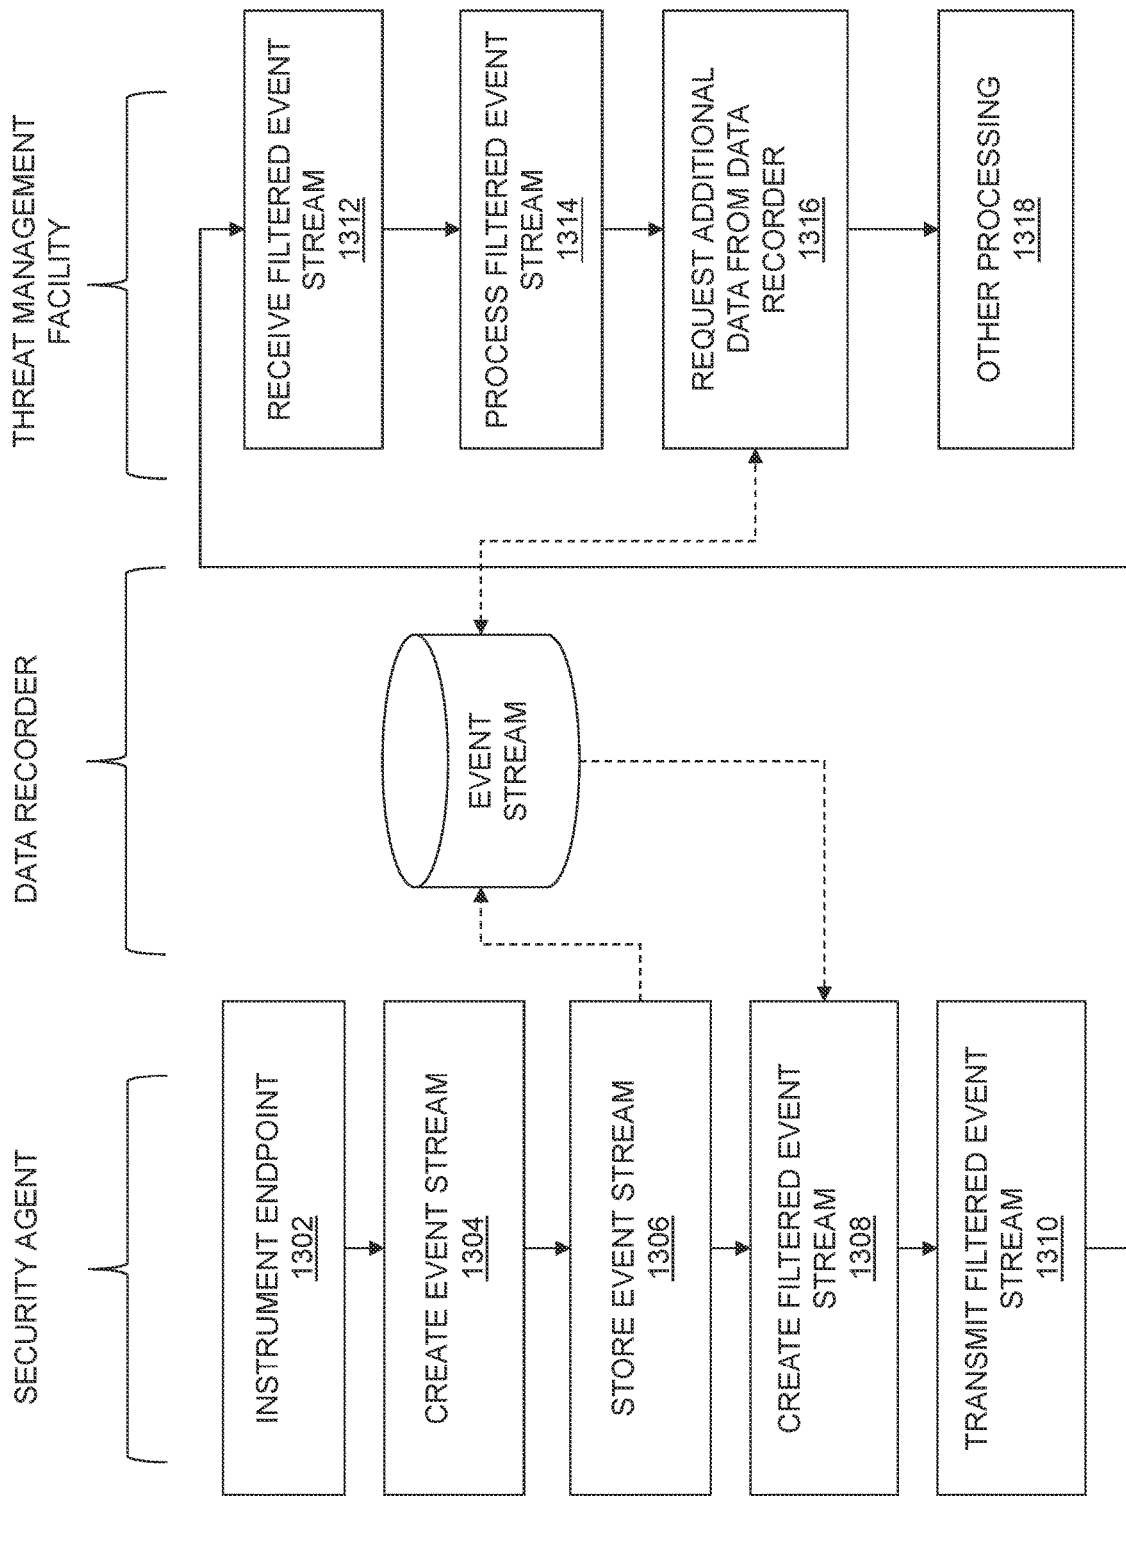 SECURITY AGENT
INSTRUMENT ENDPOINT
1302
CREATE EVENT STREAM
1304
STORE EVENT STREAM
1306
CREATE FILTERED EVENT
STREAM
1308
TRANSMIT FILTERED EVENT
STREAM
1310
DATA RECORDER
EVENT
STREAM
THREAT MANAGEMENT
FACILITY
RECEIVE FILTERED EVENT
STREAM
1312
PROCESS FILTERED EVENT
STREAM
1314
REQUEST ADDITIONAL
DATA FROM DATA
RECORDER
1316
OTHER PROCESSING
1318